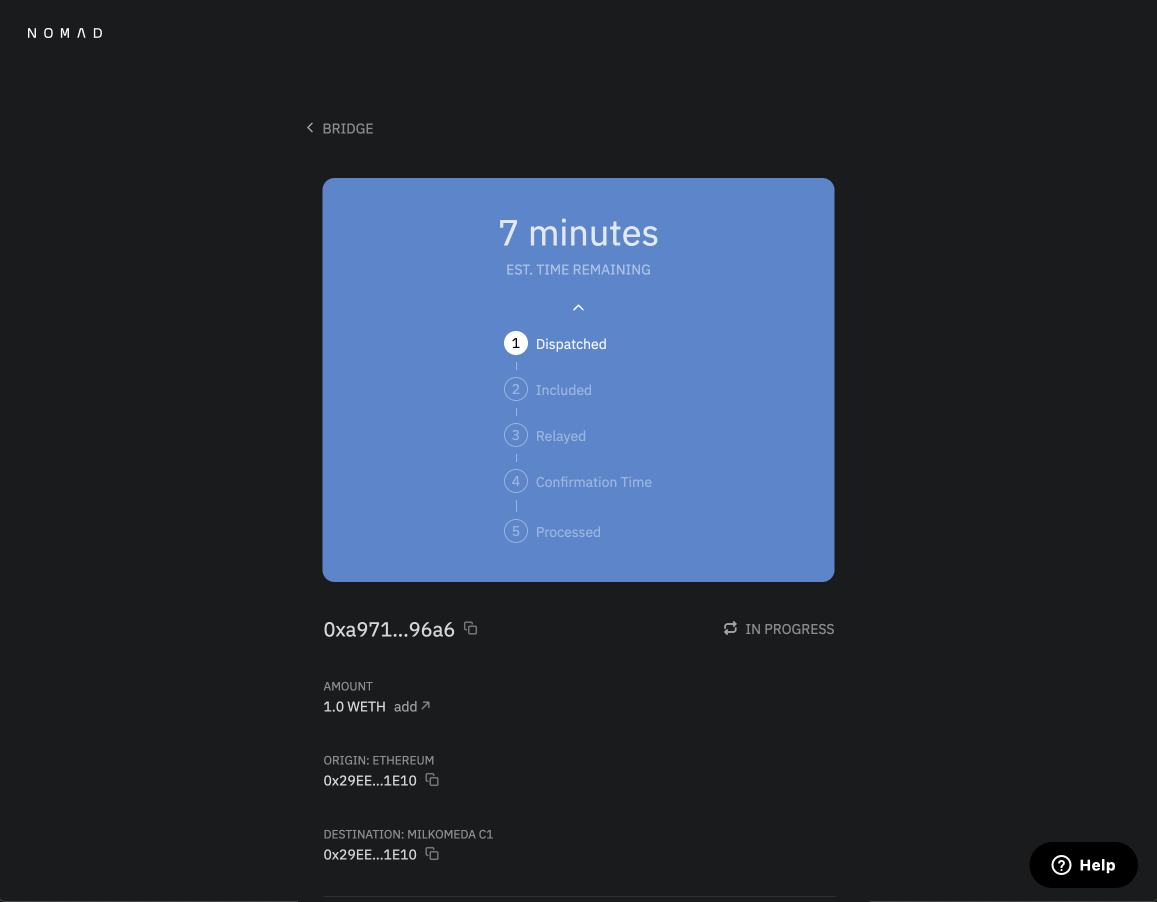 NOMAD
BRIDGE
7 minutes
EST. TIME REMAINING
1 Dispatched
2 Included
3 Relayed
4 Confirmation Time
5 Processed
0xa971...96a6
IN PROGRESS
AMOUNT
1.0 WETH add
ORIGIN: ETHEREUM
0x29EE...1E10
DESTINATION: MILKOMEDA C1
0x29EE...1E10
? Help